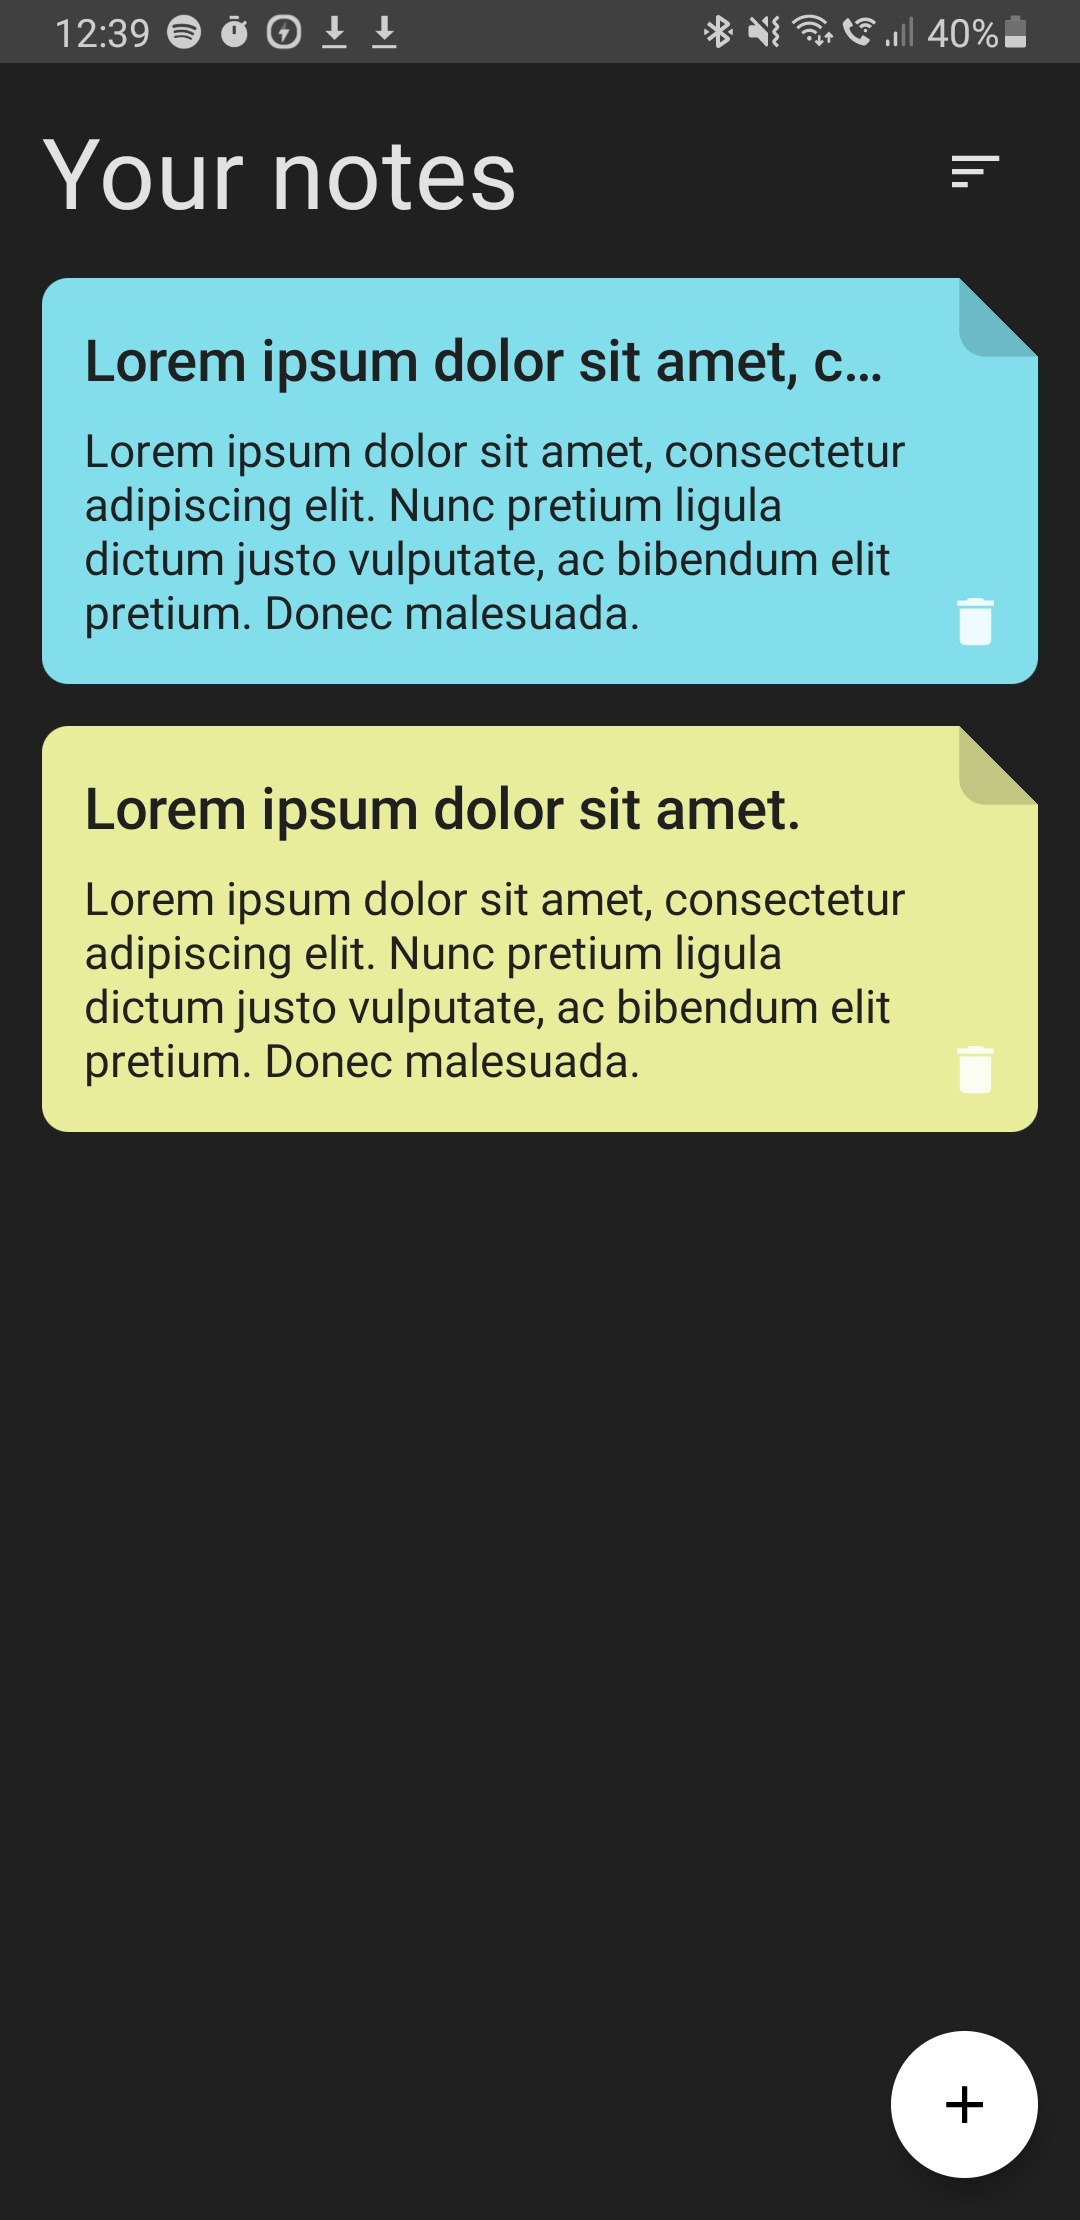 12:39 40%
Your notes
Lorem ipsum dolor sit amet, c...
Lorem ipsum dolor sit amet, consectetur
adipiscing elit. Nunc pretium ligula
dictum justo vulputate, ac bibendum elit
pretium. Donec malesuada.
Lorem ipsum dolor sit amet.
Lorem ipsum dolor sit amet, consectetur
adipiscing elit. Nunc pretium ligula
dictum justo vulputate, ac bibendum elit
pretium. Donec malesuada.